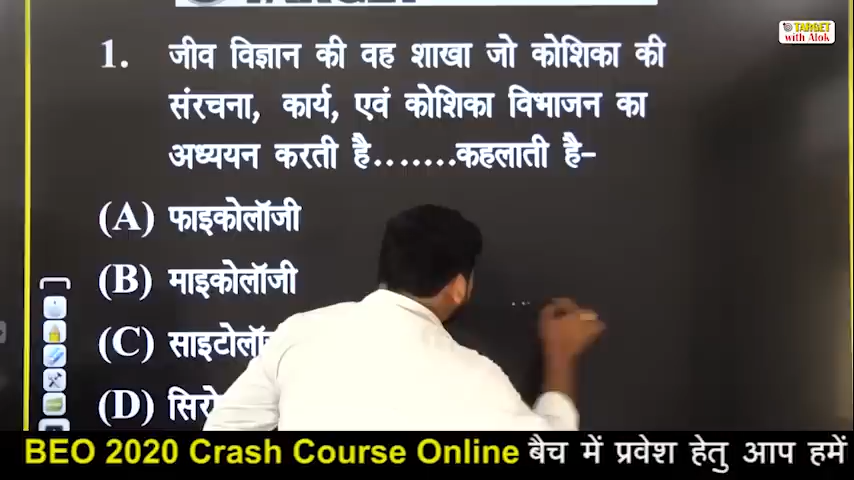 TARGET
with Alok
1. जीव विज्ञान की वह शाखा जो कोशिका की
संरचना, कार्य, एवं कोशिका विभाजन का
अध्ययन करती है........कहलाती है-
(A) फाइकोलॉजी
(B) माइकोलॉजी
(C)
(D)
BEO 2020 Crash Course Online बैच में प्रवेश हेतु आप हमें